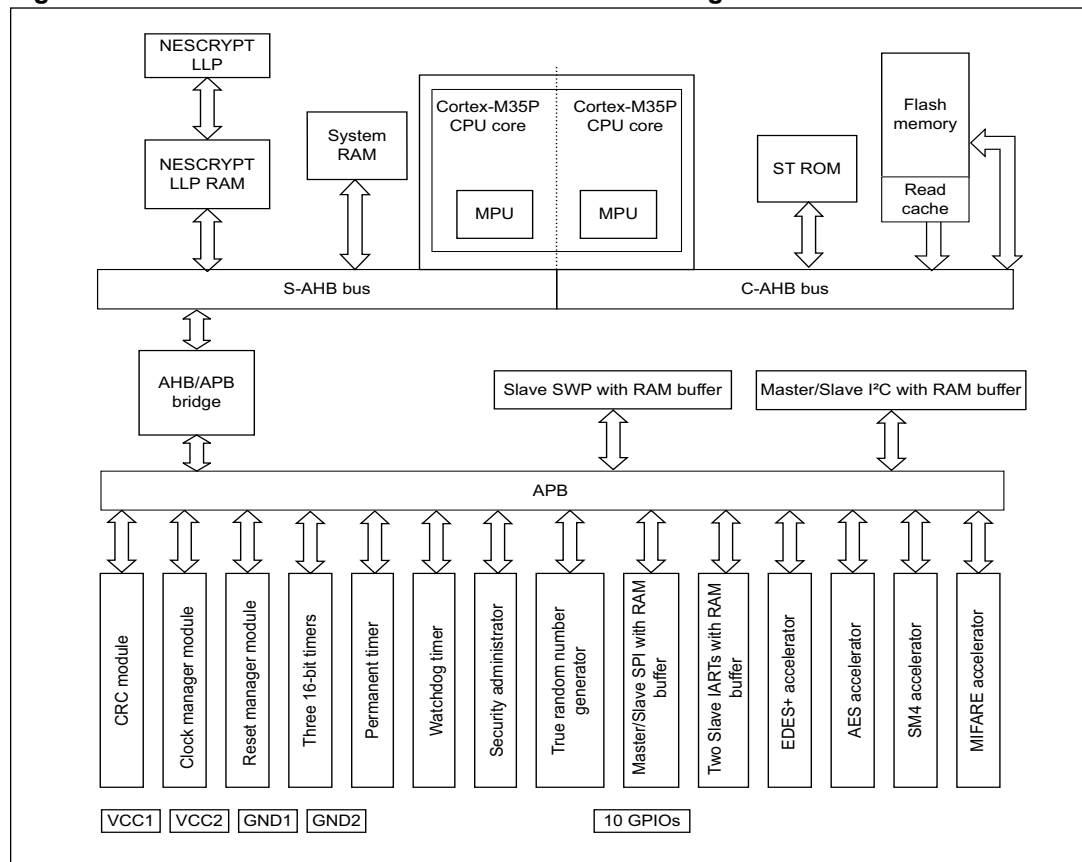 NESCRYPT
LLP
NESCRYPT
LLP RAM
System
RAM
Cortex-M35P
CPU core
MPU
Cortex-M35P
CPU core
MPU
ST ROM
Flash
memory
Read
cache
S-AHB bus
C-AHB bus
AHB/APB
bridge
Slave SWP with RAM buffer
Master/Slave I²C with RAM buffer
APB
CRC module
Clock manager module
Reset manager module
Three 16-bit timers
Permanent timer
Watchdog timer
Security administrator
True random number
generator
Master/Slave SPI with RAM
buffer
Two Slave IARTs with RAM
buffer
EDES+ accelerator
AES accelerator
SM4 accelerator
MIFARE accelerator
VCC1
VCC2
GND1
GND2
10 GPIOs